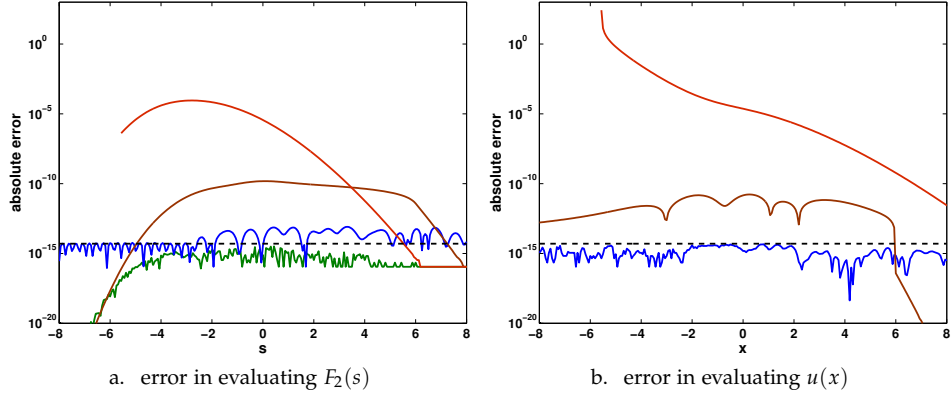 10^0
10^-5
10^-10
10^-15
10^-20
absolute error
−8 −6 −4 −2 0 2 4 6 8
s
a. error in evaluating F_2(s)
10^0
10^-5
10^-10
10^-15
10^-20
absolute error
−8 −6 −4 −2 0 2 4 6 8
x
b. error in evaluating u(x)